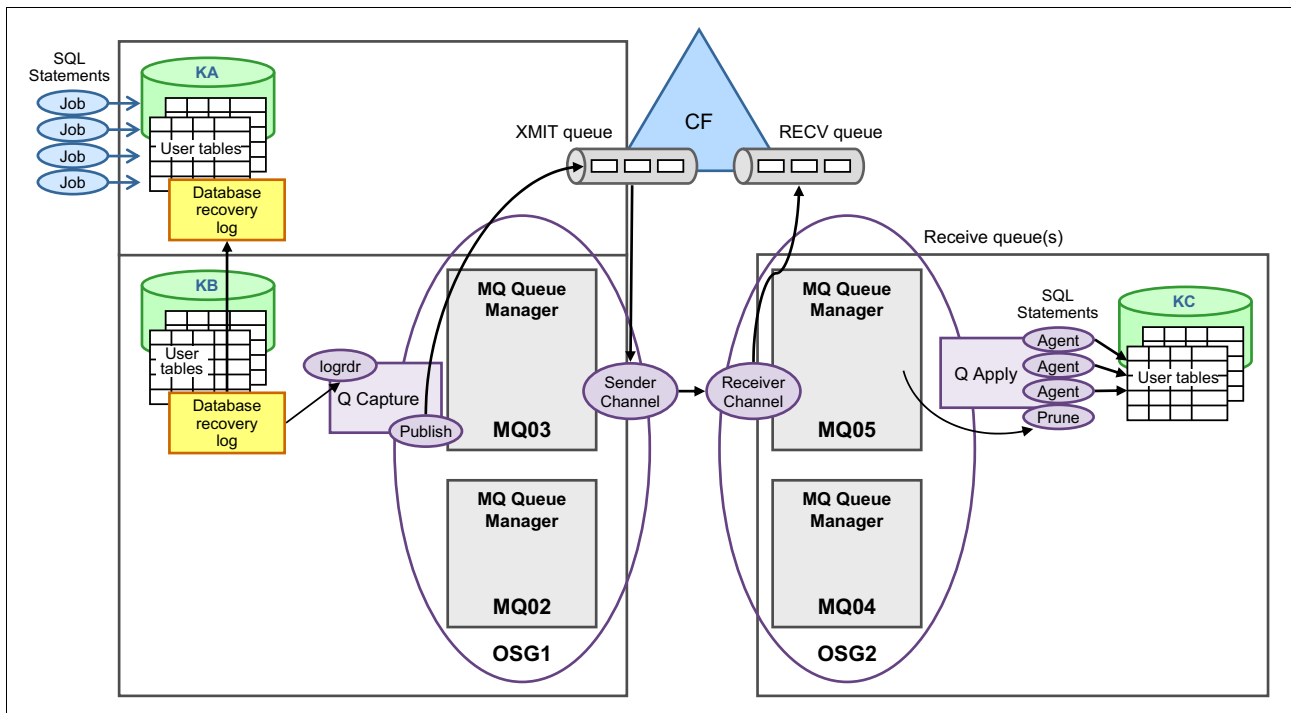 SQL
Statements
Job
Job
Job
Job
KA
User tables
Database
recovery
log
XMIT queue
CF
RECV queue
KB
User
tables
Database
recovery
log
logrdr
Q Capture
Publish
MQ Queue
Manager
MQ03
MQ Queue
Manager
MQ02
OSG1
Sender
Channel
Receiver
Channel
MQ Queue
Manager
MQ05
MQ Queue
Manager
MQ04
OSG2
Receive queue(s)
SQL
Statements
Q Apply
Agent
Agent
Agent
Prune
KC
User tables